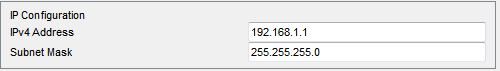 IP Configuration
IPv4 Address 192.168.1.1
Subnet Mask 255.255.255.0